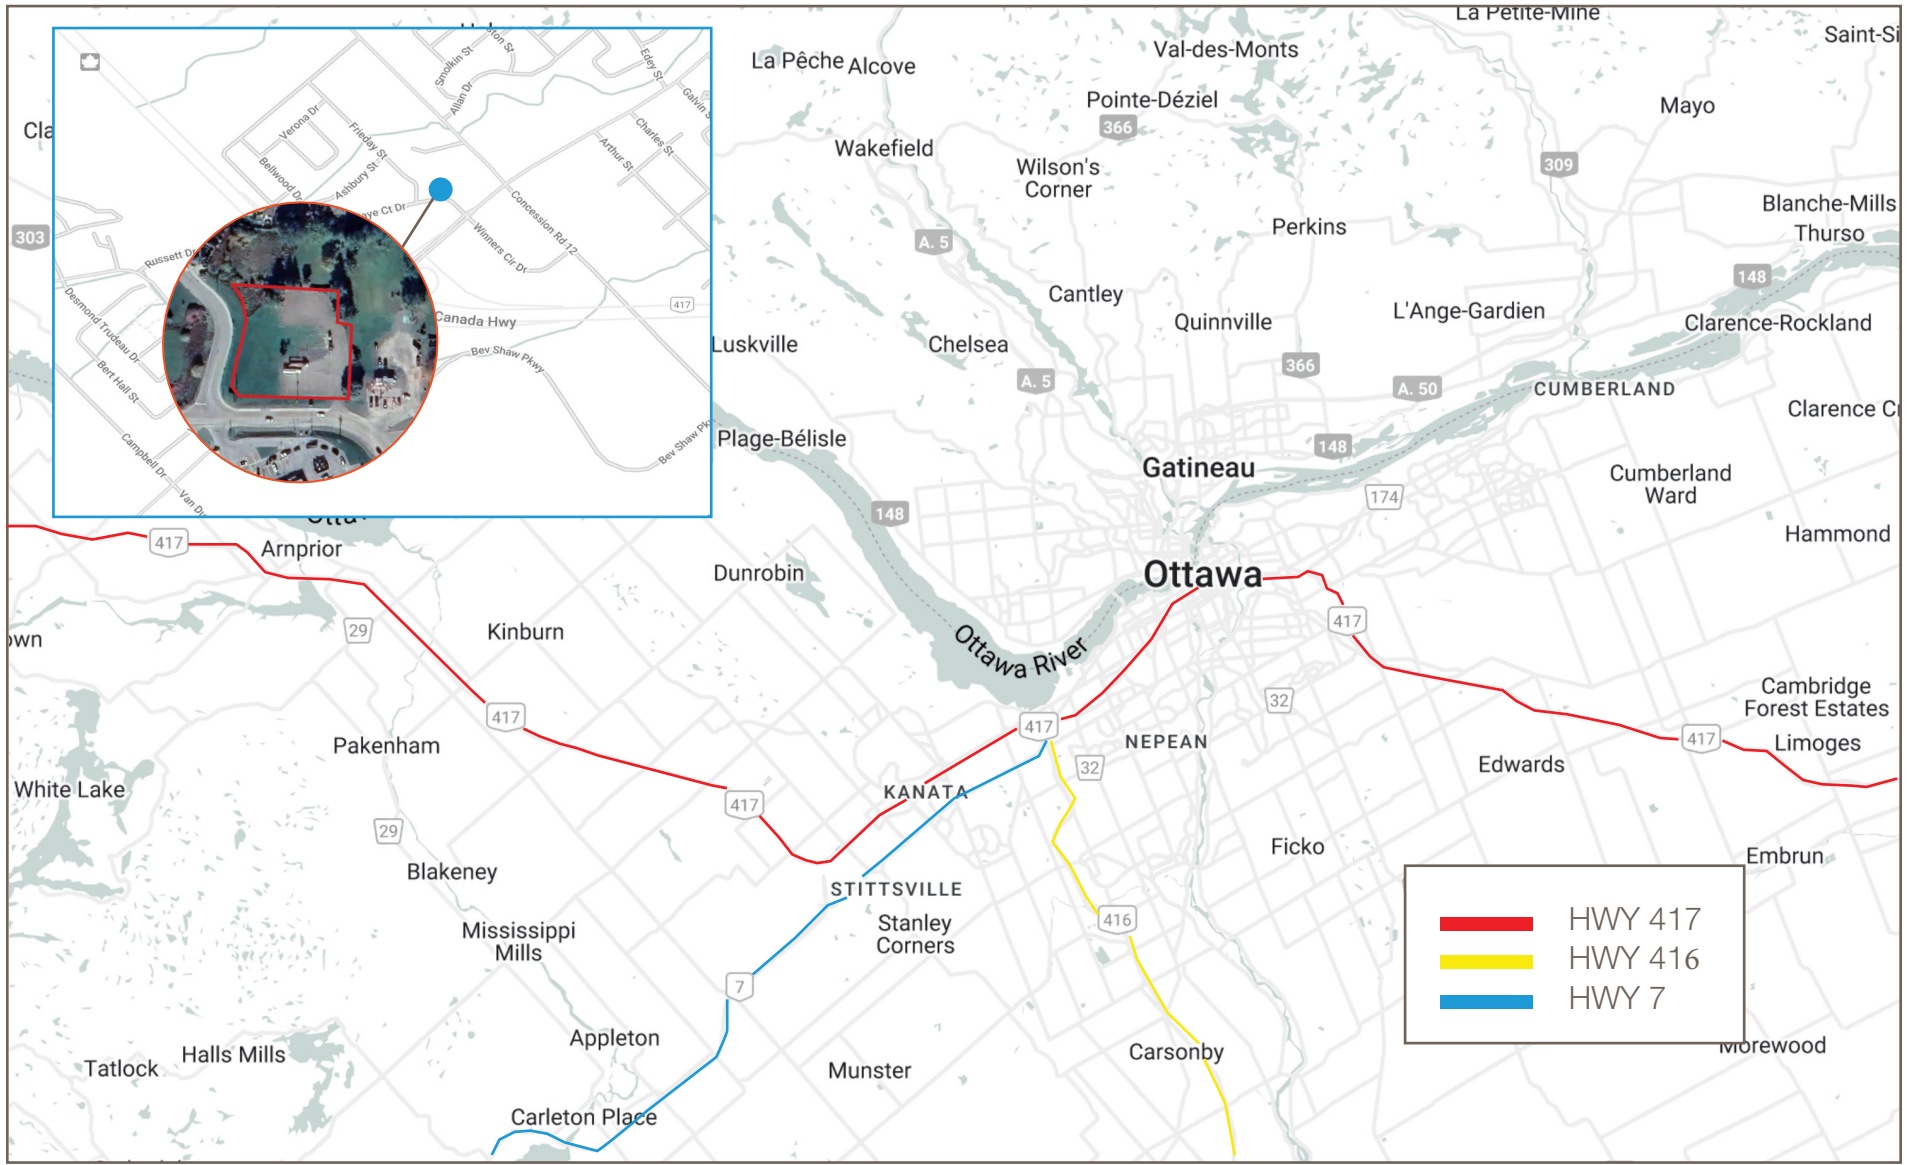 La Petite-Mine
Saint-Si
Val-des-Monts
La Pêche
Alcove
Pointe-Déziel
366
Mayo
Wakefield
Wilson's
Corner
309
Blanche-Mills
Thurso
Perkins
A. 5
148
Cantley
L'Ange-Gardien
Quinnville
Clarence-Rockland
Luskville
Chelsea
366
A. 5
A. 50
CUMBERLAND
Clarence C
Plage-Bélisle
148
Gatineau
Cumberland
Ward
174
148
Hammond
Cla
303
Smolkin St
Allan Dr
Edey St
Galvin S
Verona Dr
Frieday St
Charles St
Arthur St
Bellwood Dr
Ashbury St
aye Ct Dr
Concession Rd 12
Winners Cir Dr
Russett Dr
Desmond Trudeau Dr
417
Canada Hwy
Bev Shaw Pkwy
Bert Hall St
Campbell Dr
Bev Shaw Pk
Van Du
417
Arnprior
Dunrobin
Ottawa
417
29
Kinburn
own
Ottawa River
32
Cambridge
Forest Estates
417
417
Pakenham
NEPEAN
417
Limoges
32
Edwards
White Lake
KANATA
417
29
Ficko
Embrun
Blakeney
STITTSVILLE
Stanley
Corners
416
Mississippi
Mills
HWY 417
HWY 416
HWY 7
7
Appleton
Morewood
Halls Mills
Tatlock
Carsonby
Munster
Carleton Place